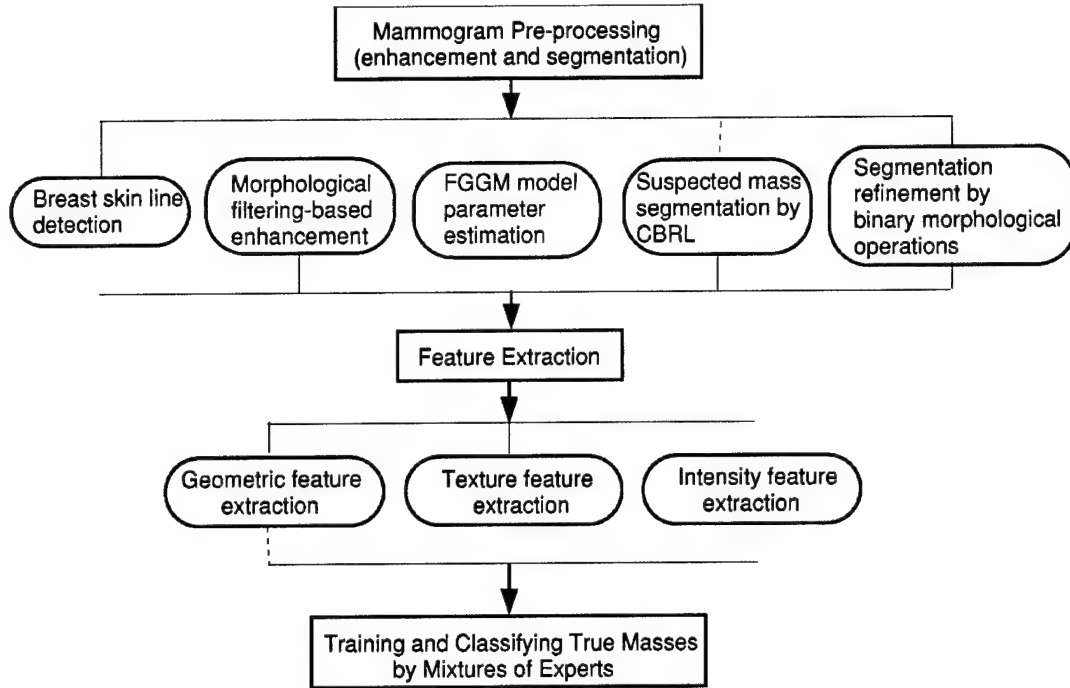 Mammogram Pre-processing
(enhancement and segmentation)
Breast skin line
detection
Morphological
filtering-based
enhancement
FGGM model
parameter
estimation
Suspected mass
segmentation by
CBRL
Segmentation
refinement by
binary morphological
operations
Feature Extraction
Geometric feature
extraction
Texture feature
extraction
Intensity feature
extraction
Training and Classifying True Masses
by Mixtures of Experts